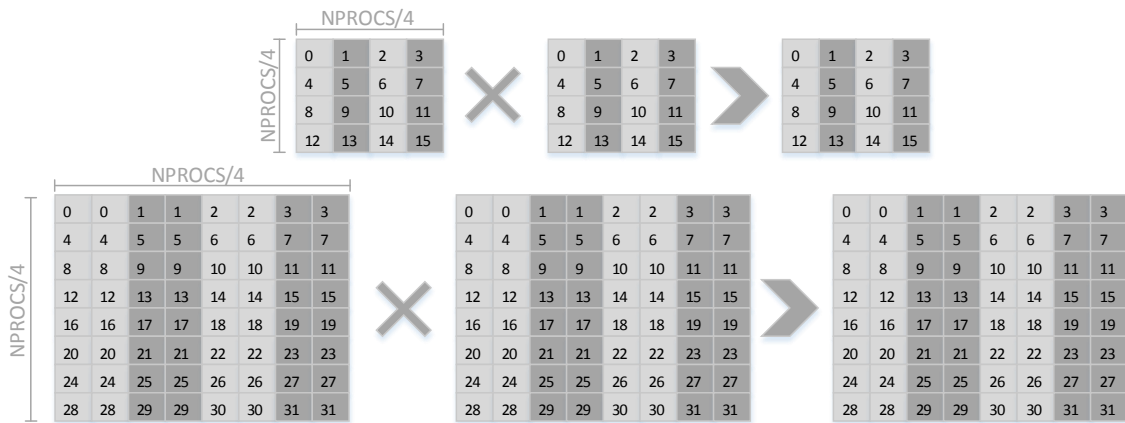 NPROCS/4
NPROCS/4
0 1 2 3 0 1 2 3 0 1 2 3
4 5 6 7 4 5 6 7 4 5 6 7
8 9 10 11 8 9 10 11 8 9 10 11
12 13 14 15 12 13 14 15 12 13 14 15
NPROCS/4
NPROCS/4
0 0 1 1 2 2 3 3 0 0 1 1 2 2 3 3 0 0 1 1 2 2 3 3
4 4 5 5 6 6 7 7 4 4 5 5 6 6 7 7 4 4 5 5 6 6 7 7
8 8 9 9 10 10 11 11 8 8 9 9 10 10 11 11 8 8 9 9 10 10 11 11
12 12 13 13 14 14 15 15 12 12 13 13 14 14 15 15 12 12 13 13 14 14 15 15
16 16 17 17 18 18 19 19 16 16 17 17 18 18 19 19 16 16 17 17 18 18 19 19
20 20 21 21 22 22 23 23 20 20 21 21 22 22 23 23 20 20 21 21 22 22 23 23
24 24 25 25 26 26 27 27 24 24 25 25 26 26 27 27 24 24 25 25 26 26 27 27
28 28 29 29 30 30 31 31 28 28 29 29 30 30 31 31 28 28 29 29 30 30 31 31